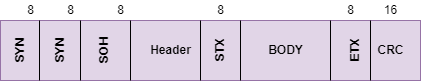 8 8 8 8 8 16
SYN SYN SOH Header STX BODY ETX CRC